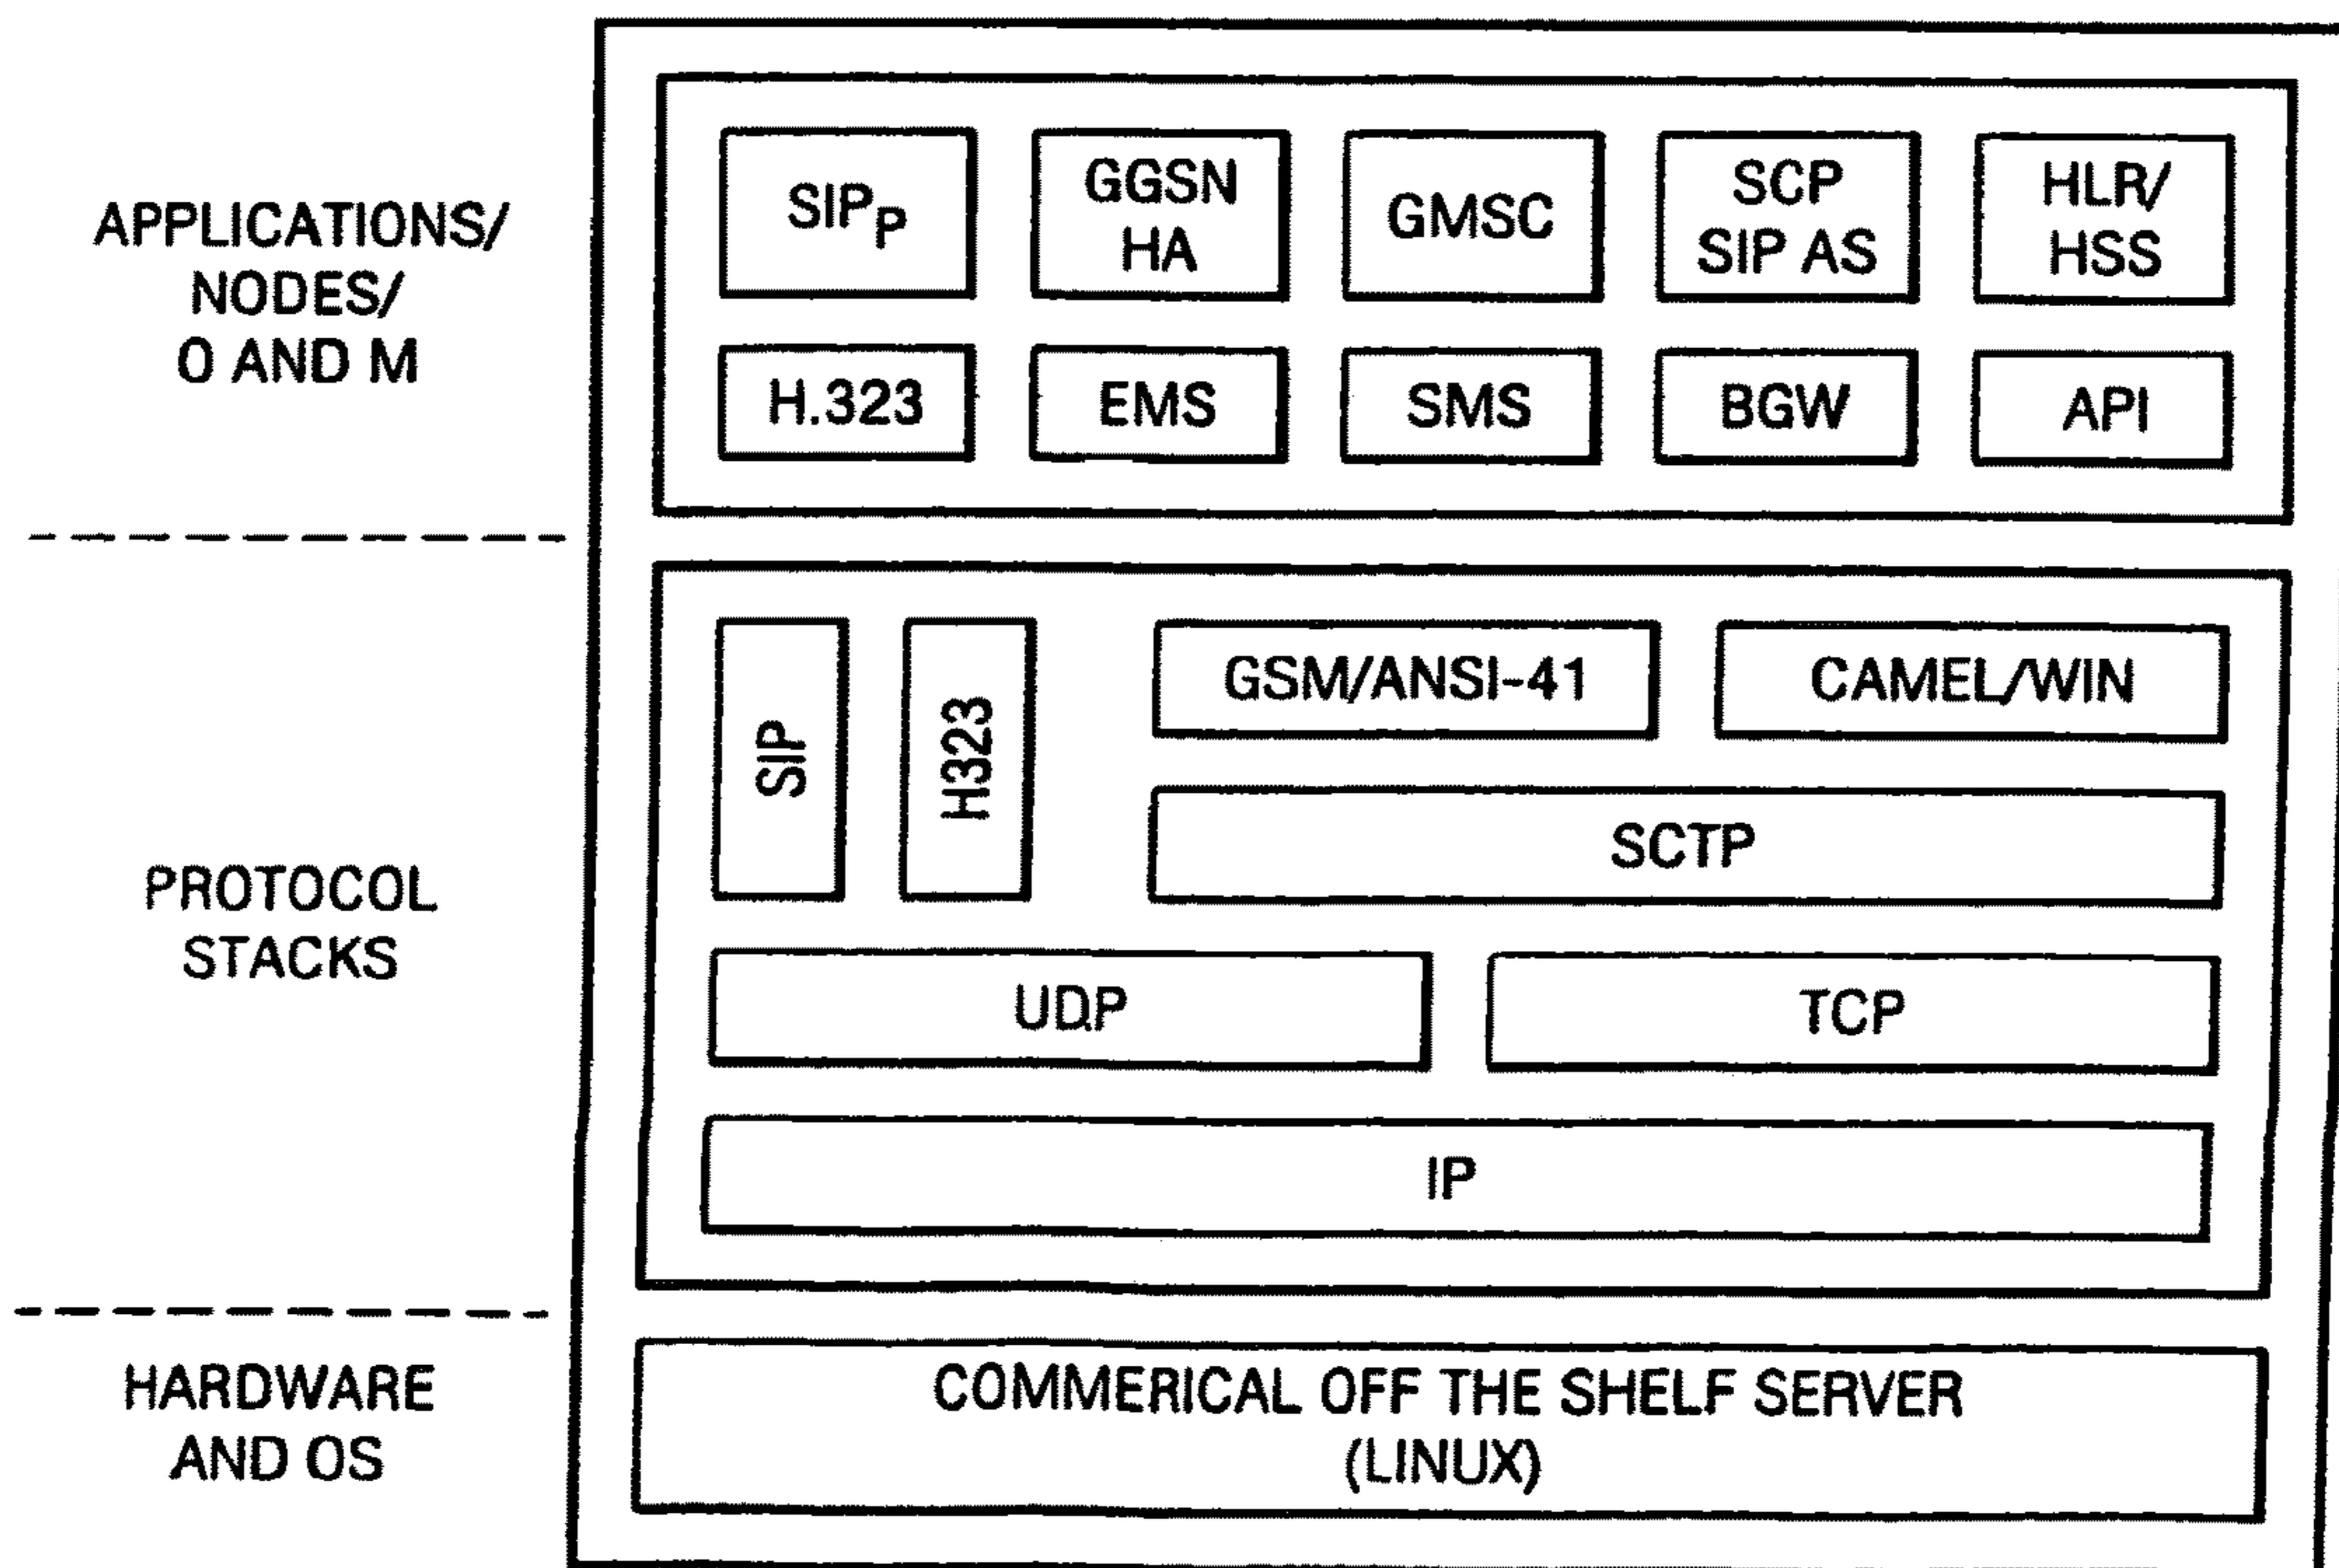 APPLICATIONS/
NODES/
O AND M
SIPP
GGSN
HA
GMSC
SCP
SIP AS
HLR/
HSS
H.323
EMS
SMS
BGW
API
PROTOCOL
STACKS
SIP
H323
GSM/ANSI-41
CAMEL/WIN
SCTP
UDP
TCP
IP
HARDWARE
AND OS
COMMERICAL OFF THE SHELF SERVER
(LINUX)